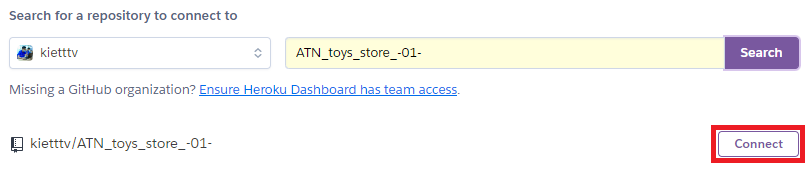 Search for a repository to connect to
kietttv
ATN_toys_store_-01-
Search
Missing a GitHub organization? Ensure Heroku Dashboard has team access.
kietttv/ATN_toys_store_-01-
Connect